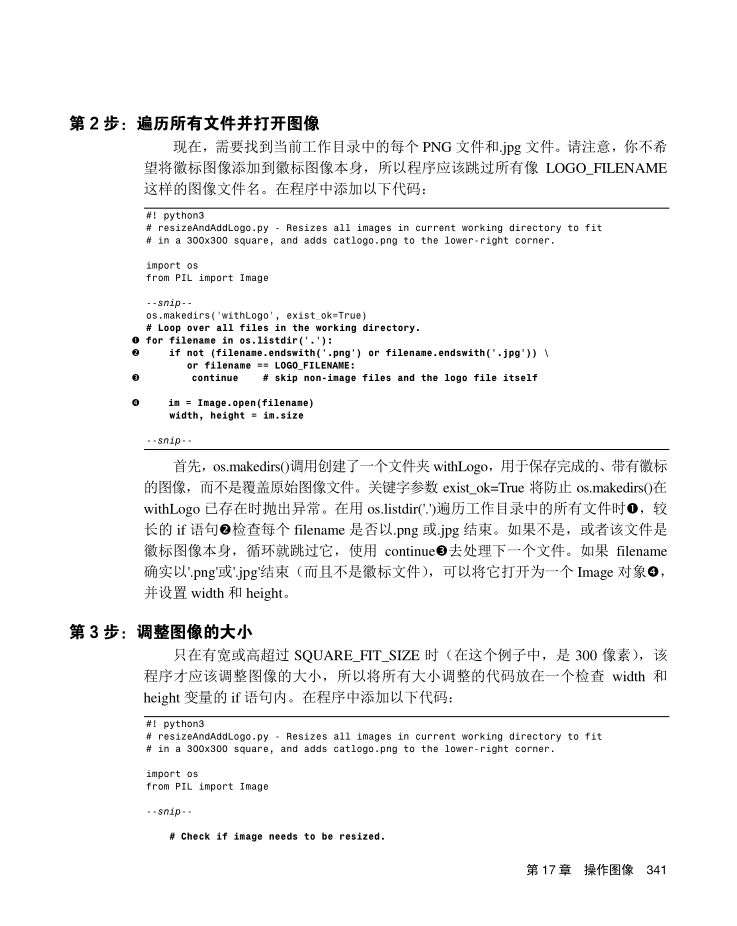 第 2 步：遍历所有文件并打开图像
现在，需要找到当前工作目录中的每个 PNG 文件和.jpg 文件。请注意，你不希
望将徽标图像添加到徽标图像本身，所以程序应该跳过所有像 LOGO_FILENAME
这样的图像文件名。在程序中添加以下代码：
#! python3
# resizeAndAddLogo.py - Resizes all images in current working directory to fit
# in a 300x300 square, and adds catlogo.png to the lower-right corner.
import os
from PIL import Image
--snip--
os.makedirs('withLogo', exist_ok=True)
# Loop over all files in the working directory.
❶ for filename in os.listdir('.'):
❷ if not (filename.endswith('.png') or filename.endswith('.jpg')) \
or filename == LOGO_FILENAME:
❸ continue # skip non-image files and the logo file itself
❹ im = Image.open(filename)
width, height = im.size
--snip--
首先，os.makedirs()调用创建了一个文件夹 withLogo，用于保存完成的、带有徽标
的图像，而不是覆盖原始图像文件。关键字参数 exist_ok=True 将防止 os.makedirs()在
withLogo 已存在时抛出异常。在用 os.listdir('.')遍历工作目录中的所有文件时❶，较
长的 if 语句❷检查每个 filename 是否以.png 或.jpg 结束。如果不是，或者该文件是
徽标图像本身，循环就跳过它，使用 continue❸去处理下一个文件。如果 filename
确实以'.png'或'.jpg'结束（而且不是徽标文件），可以将它打开为一个 Image 对象❹，
并设置 width 和 height。
第 3 步：调整图像的大小
只在有宽或高超过 SQUARE_FIT_SIZE 时（在这个例子中，是 300 像素），该
程序才应该调整图像的大小，所以将所有大小调整的代码放在一个检查 width 和
height 变量的 if 语句内。在程序中添加以下代码：
#! python3
# resizeAndAddLogo.py - Resizes all images in current working directory to fit
# in a 300x300 square, and adds catlogo.png to the lower-right corner.
import os
from PIL import Image
--snip--
# Check if image needs to be resized.
第 17 章 操作图像 341